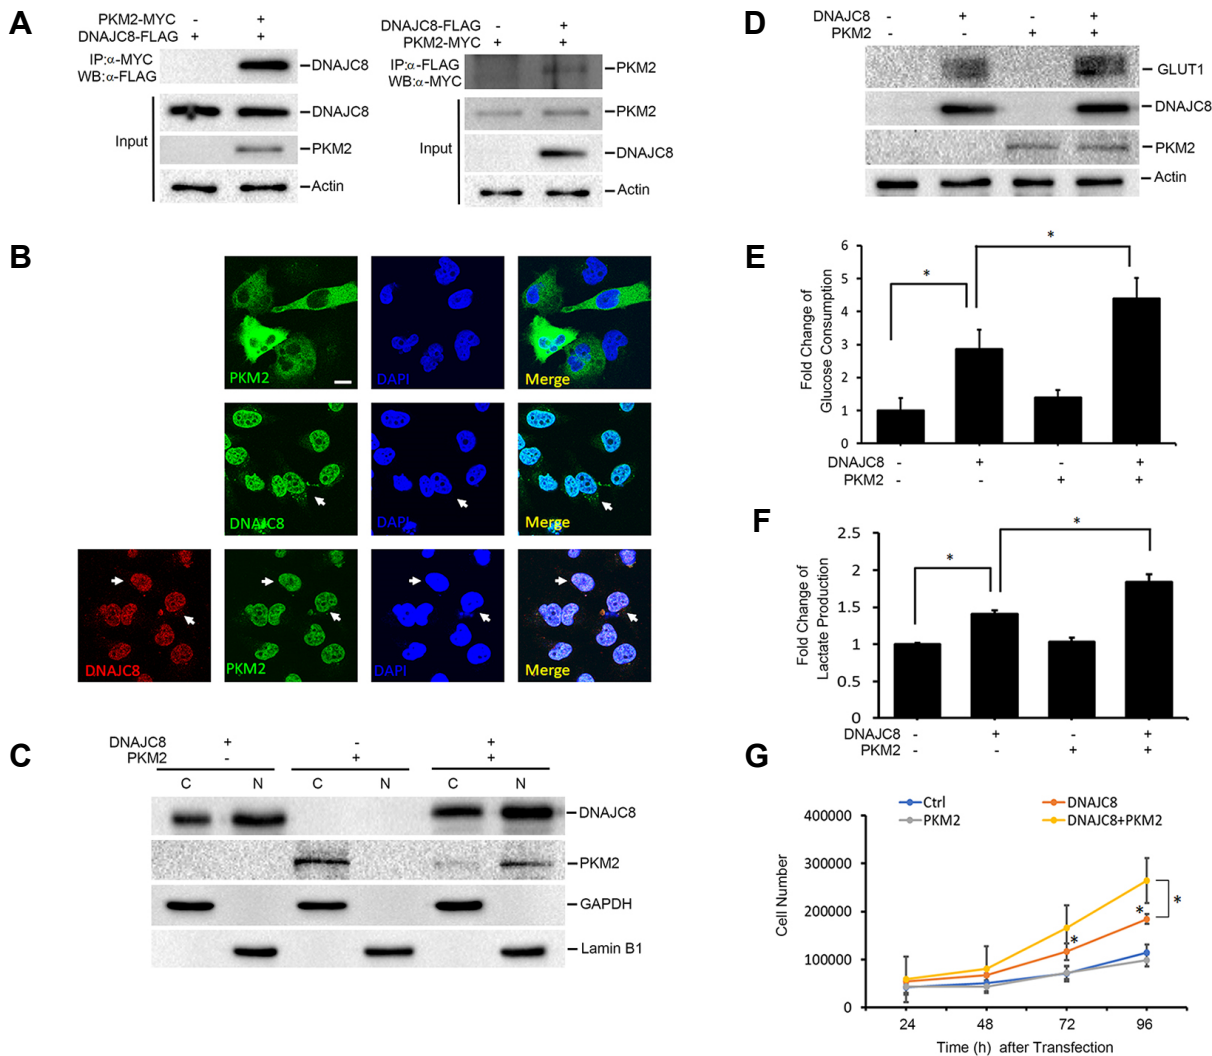 A
PKM2-MYC - +
DNAJC8-FLAG + +
IP:α-MYC
WB:α-FLAG
DNAJC8
Input
DNAJC8
PKM2
Actin
DNAJC8-FLAG - +
PKM2-MYC + +
IP:α-FLAG
WB:α-MYC
PKM2
Input
PKM2
DNAJC8
Actin
B
PKM2 DAPI Merge
DNAJC8 DAPI Merge
DNAJC8 PKM2 DAPI Merge
C
DNAJC8 + - +
PKM2 - + +
C N C N C N
DNAJC8
PKM2
GAPDH
Lamin B1
D
DNAJC8 - + - +
PKM2 - - + +
GLUT1
DNAJC8
PKM2
Actin
E
Fold Change of
Glucose Consumption
6
5
4
3
2
1
0
*
*
DNAJC8 - + - +
PKM2 - - + +
F
Fold Change of
Lactate Production
2.5
2
1.5
1
0.5
0
*
*
DNAJC8 - + - +
PKM2 - - + +
G
Ctrl DNAJC8
PKM2 DNAJC8+PKM2
Cell Number
400000
300000
200000
100000
0
*
*
*
24 48 72 96
Time (h) after Transfection